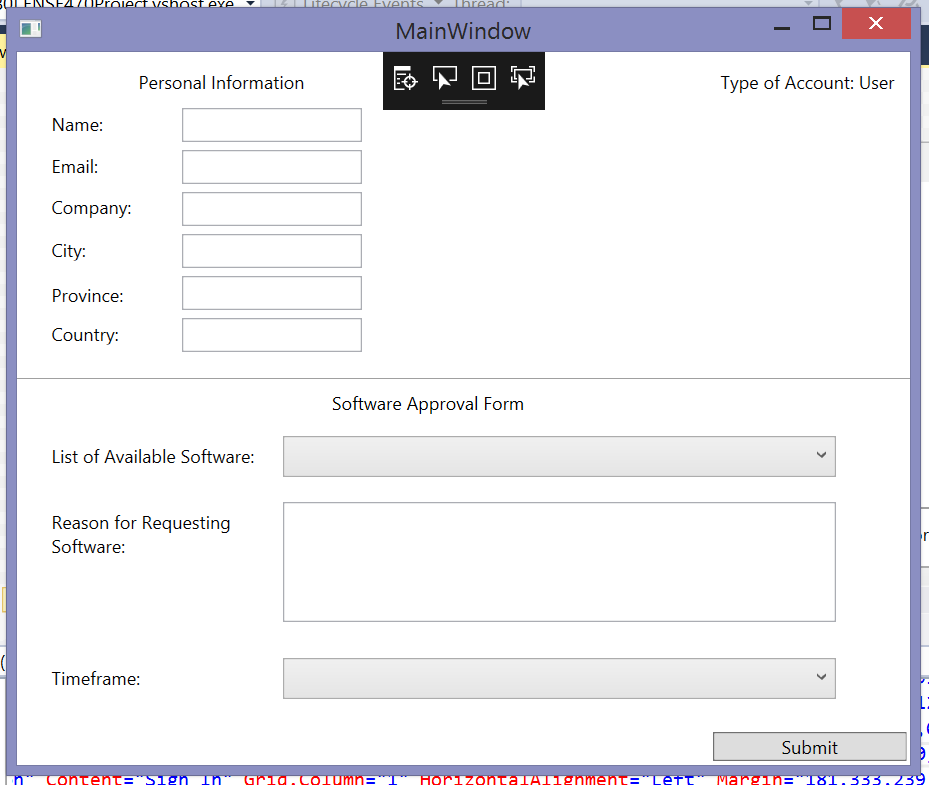 470Project.vshost.exe Lifecycle Events Thread:
MainWindow
Personal Information
Type of Account: User
Name:
Email:
Company:
City:
Province:
Country:
Software Approval Form
List of Available Software:
Reason for Requesting
Software:
Timeframe:
Submit
Content="Sign In" Grid.Column="1" HorizontalAlignment="Left" Margin="181,333,239